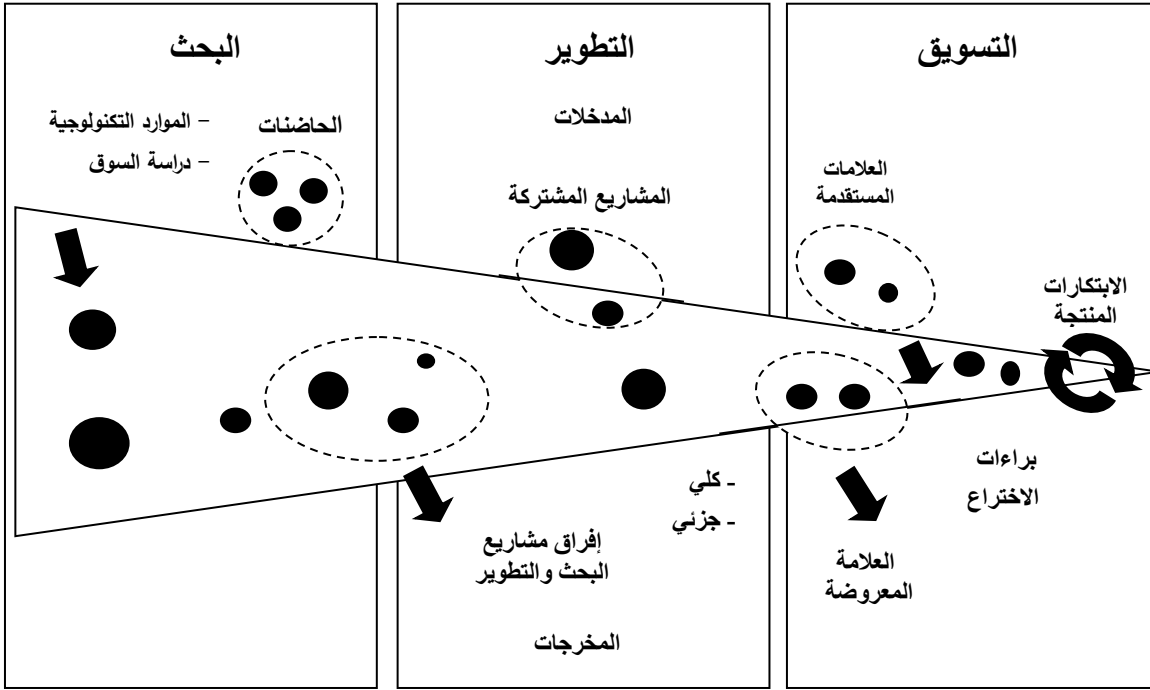 البحث
– الموارد التكنولوجية
– دراسة السوق
الحاضنات
التطوير
المدخلات
المشاريع المشتركة
- كلي
- جزئي
إفراق مشاريع
البحث والتطوير
المخرجات
التسويق
العلامات
المستقدمة
الابتكارات
المنتجة
براءات
الاختراع
العلامة
المعروضة